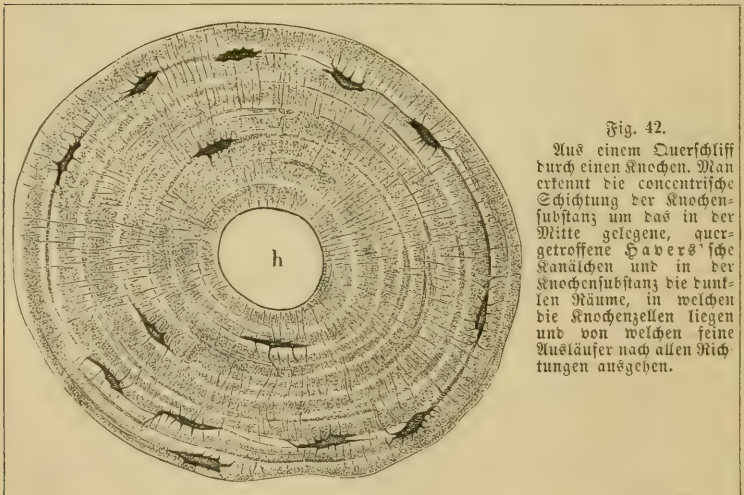 h
Fig. 42.
Aus einem Querschliff
durch einen Knochen. Man
erkennt die concentrische
Schichtung der Knochen-
substanz um das in der
Mitte gelegene, quer-
getroffene Havers'sche
Kanälchen und in der
Knochensubstanz die dunk-
len Räume, in welchen
die Knochenzellen liegen
und von welchen feine
Ausläufer nach allen Rich-
tungen ausgehen.